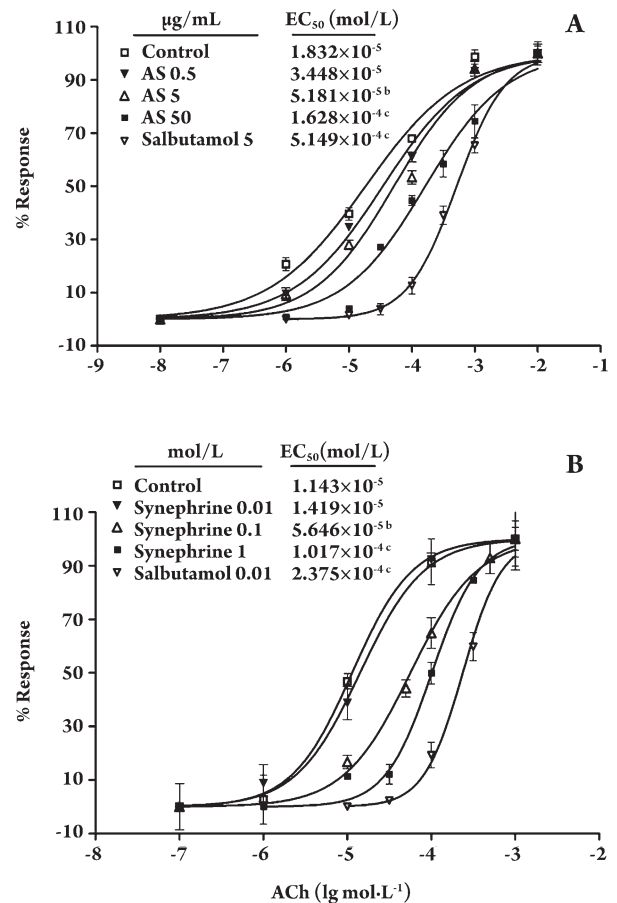 A
µg/mL EC₅₀ (mol/L)
Control 1.832×10⁻⁵
AS 0.5 3.448×10⁻⁵
AS 5 5.181×10⁻⁵ ᵇ
AS 50 1.628×10⁻⁴ ᶜ
Salbutamol 5 5.149×10⁻⁴ ᶜ
110
90
70
50
30
10
-10
% Response
-9 -8 -7 -6 -5 -4 -3 -2 -1
B
mol/L EC₅₀(mol/L)
Control 1.143×10⁻⁵
Synephrine 0.01 1.419×10⁻⁵
Synephrine 0.1 5.646×10⁻⁵ ᵇ
Synephrine 1 1.017×10⁻⁴ ᶜ
Salbutamol 0.01 2.375×10⁻⁴ ᶜ
110
90
70
50
30
10
-10
% Response
-8 -7 -6 -5 -4 -3 -2
ACh (lg mol·L⁻¹)